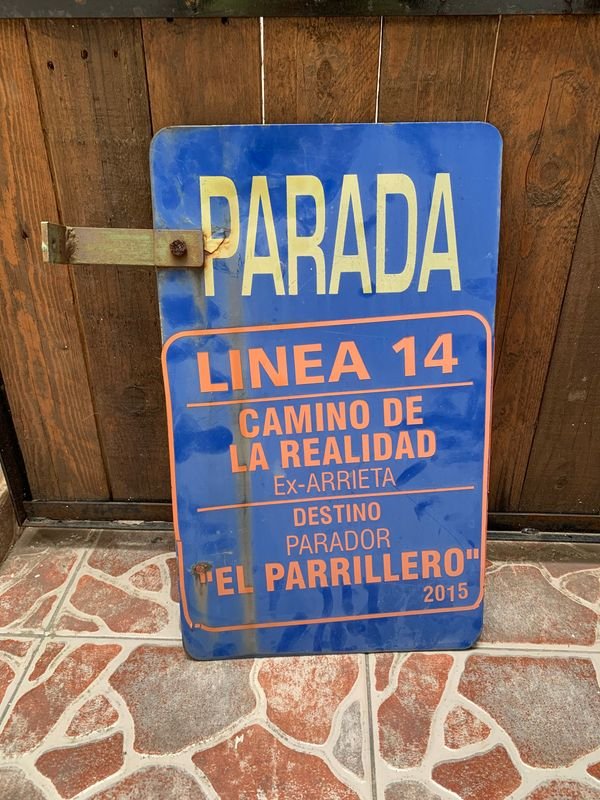 PARADA
LINEA 14
CAMINO DE
LA REALIDAD
Ex-ARRIETA
DESTINO
PARADOR
"EL PARRILLERO"
2015